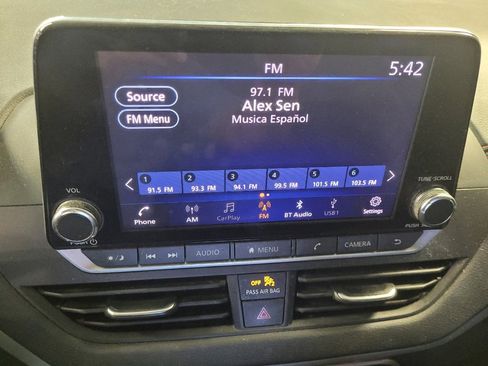 FM
5:42
Source
97.1 FM
Alex Sen
FM Menu
Musica Español
1 2 3 4 5 6
91.5 FM 93.3 FM 94.1 FM 99.5 FM 101.5 FM 103.5 FM
VOL
TUNE/SCROLL
Phone AM CarPlay FM BT Audio USB1 Settings
PUSH
AUDIO MENU CAMERA
OFF
PASS AIR BAG